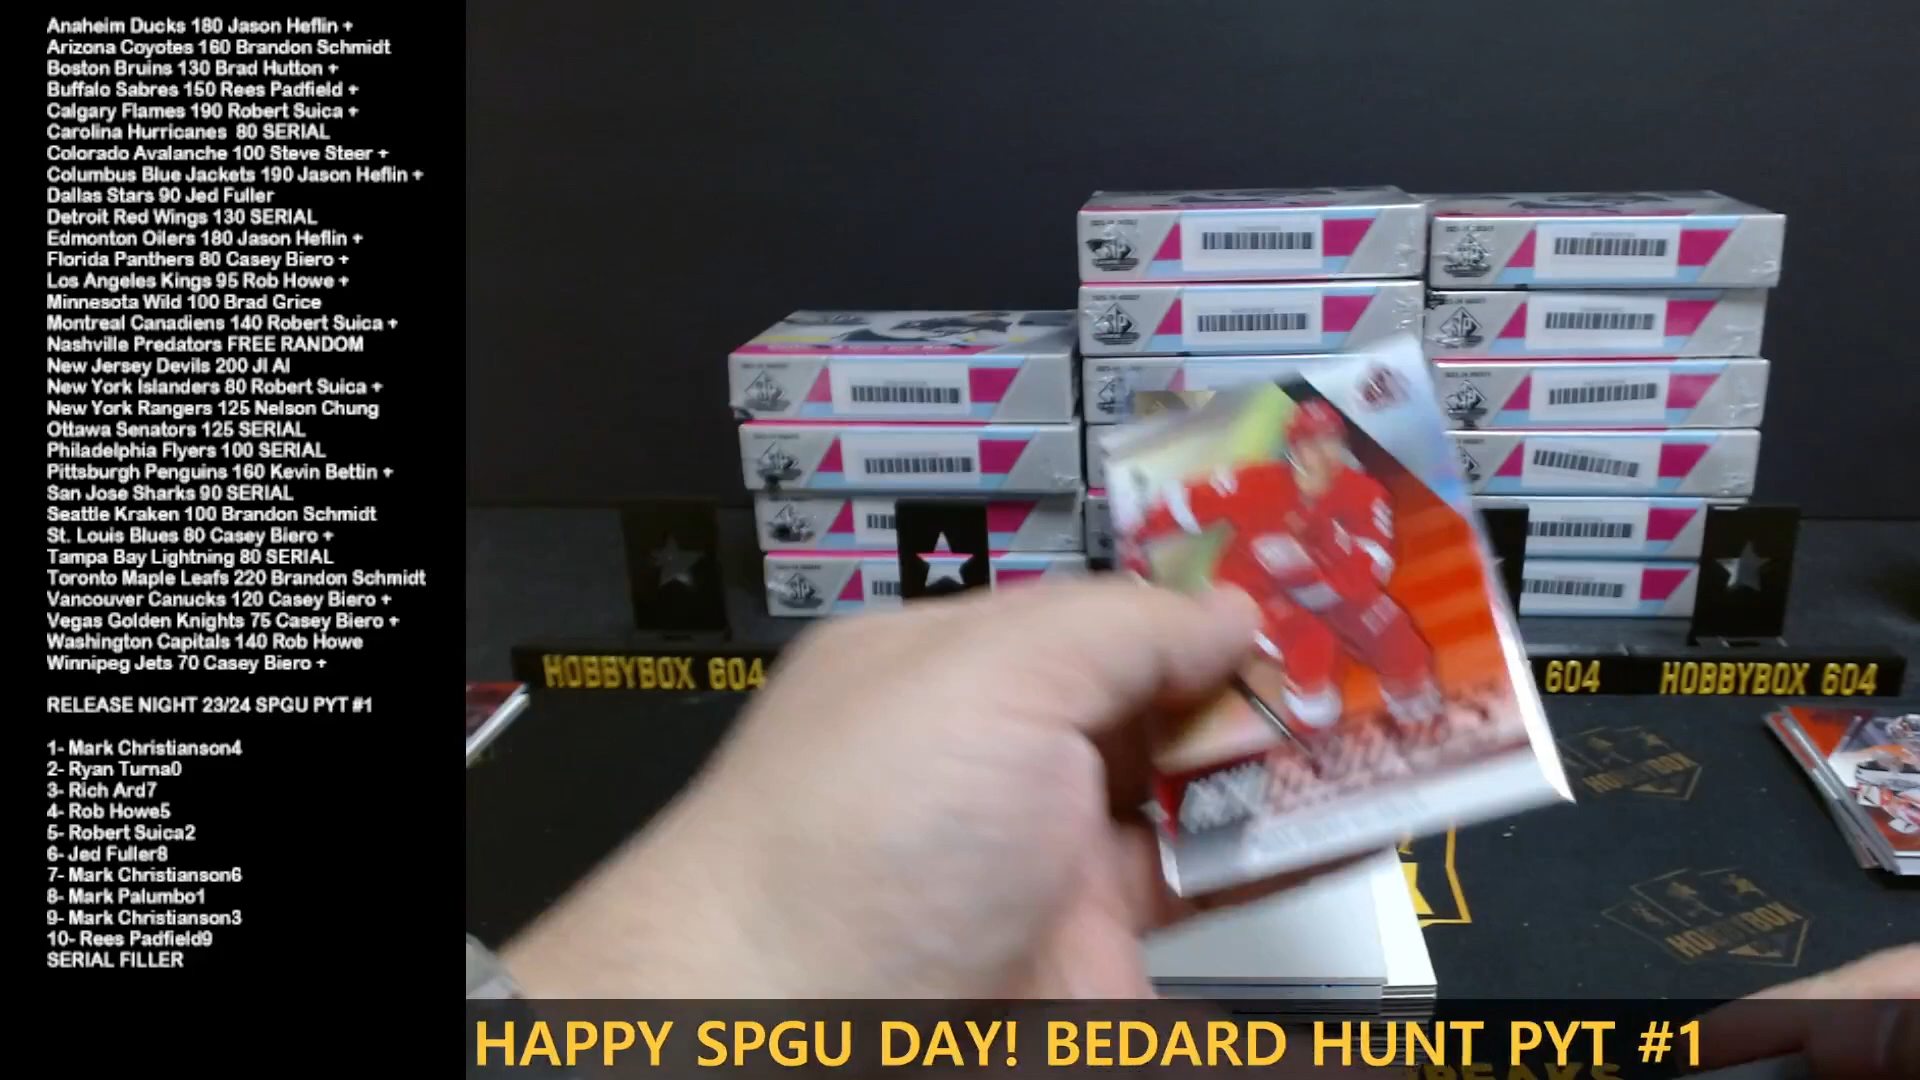 Anaheim Ducks 180 Jason Heflin +
Arizona Coyotes 160 Brandon Schmidt
Boston Bruins 130 Brad Hutton +
Buffalo Sabres 150 Rees Padfield +
Calgary Flames 190 Robert Suica +
Carolina Hurricanes 80 SERIAL
Colorado Avalanche 100 Steve Steer +
Columbus Blue Jackets 190 Jason Heflin +
Dallas Stars 90 Jed Fuller
Detroit Red Wings 130 SERIAL
Edmonton Oilers 180 Jason Heflin +
Florida Panthers 80 Casey Biero +
Los Angeles Kings 95 Rob Howe +
Minnesota Wild 100 Brad Grice
Montreal Canadiens 140 Robert Suica +
Nashville Predators FREE RANDOM
New Jersey Devils 200 JI AI
New York Islanders 80 Robert Suica +
New York Rangers 125 Nelson Chung
Ottawa Senators 125 SERIAL
Philadelphia Flyers 100 SERIAL
Pittsburgh Penguins 160 Kevin Bettin +
San Jose Sharks 90 SERIAL
Seattle Kraken 100 Brandon Schmidt
St. Louis Blues 80 Casey Biero +
Tampa Bay Lightning 80 SERIAL
Toronto Maple Leafs 220 Brandon Schmidt
Vancouver Canucks 120 Casey Biero +
Vegas Golden Knights 75 Casey Biero +
Washington Capitals 140 Rob Howe
Winnipeg Jets 70 Casey Biero +
RELEASE NIGHT 23/24 SPGU PYT #1
1- Mark Christianson4
2- Ryan Turna0
3- Rich Ard7
4- Rob Howe5
5- Robert Suica2
6- Jed Fuller8
7- Mark Christianson6
8- Mark Palumbo1
9- Mark Christianson3
10- Rees Padfield9
SERIAL FILLER
HOBBYBOX 604
604
HOBBYBOX 604
HOBBYBOX
HAPPY SPGU DAY! BEDARD HUNT PYT #1